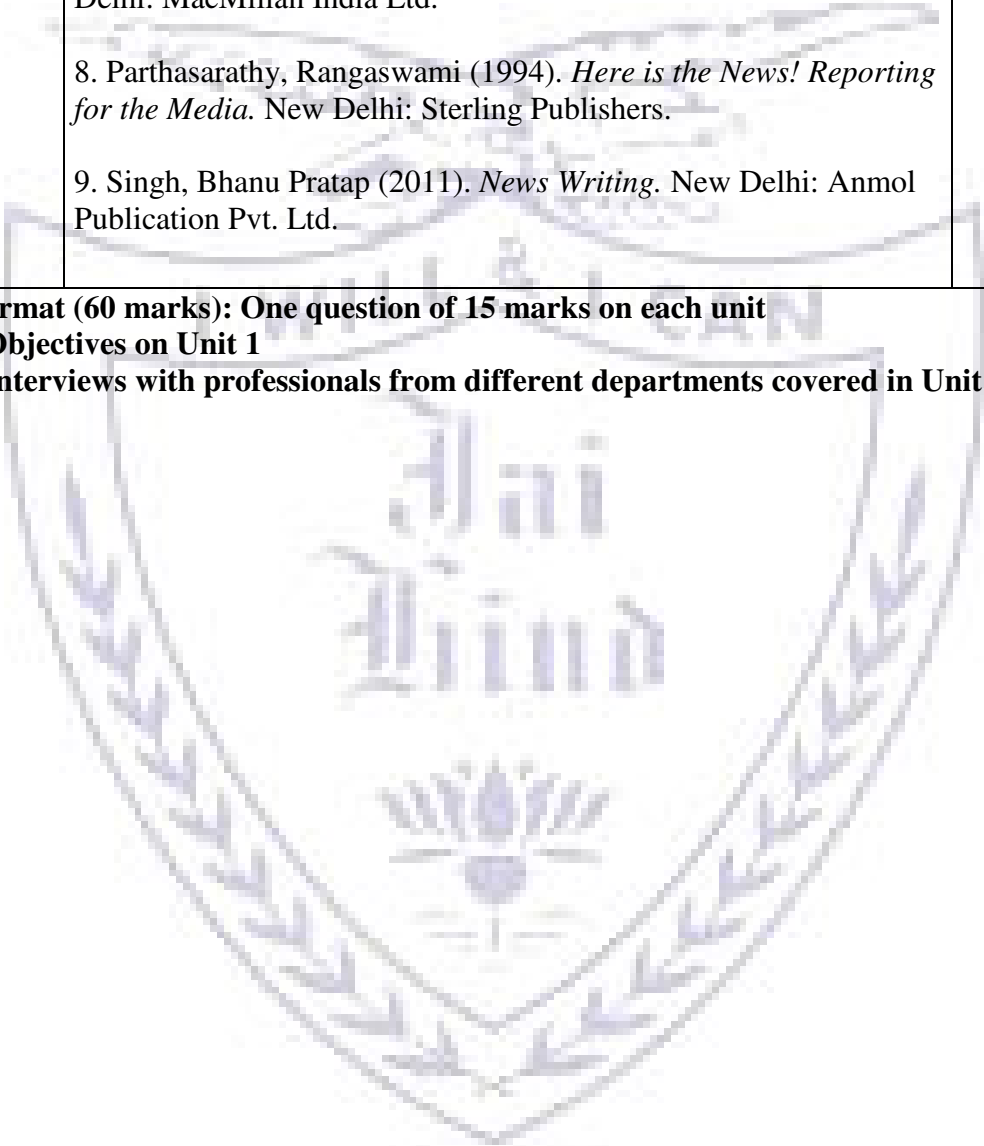 Delhi: MacMillan India Ltd.
8. Parthasarathy, Rangaswami (1994). Here is the News! Reporting
for the Media. New Delhi: Sterling Publishers.
9. Singh, Bhanu Pratap (2011). News Writing. New Delhi: Anmol
Publication Pvt. Ltd.
I WILL & I CAN
rmat (60 marks): One question of 15 marks on each unit
Objectives on Unit 1
nterviews with professionals from different departments covered in Unit
Jai
Hind